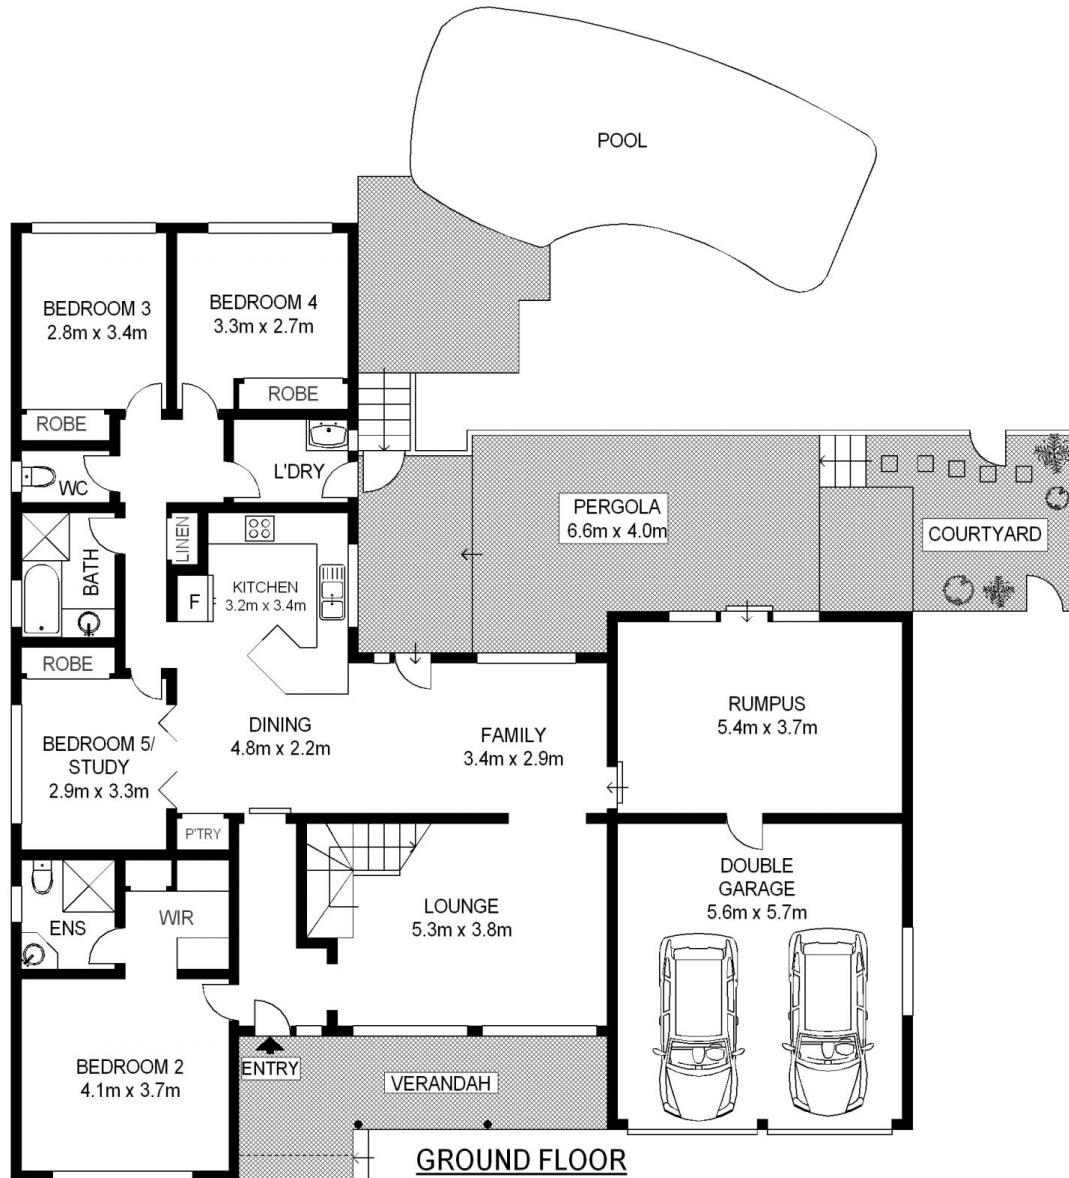 POOL
BEDROOM 3
2.8m x 3.4m
BEDROOM 4
3.3m x 2.7m
ROBE
ROBE
L'DRY
WC
PERGOLA
6.6m x 4.0m
COURTYARD
LINEN
BATH
KITCHEN
3.2m x 3.4m
F
ROBE
DINING
4.8m x 2.2m
FAMILY
3.4m x 2.9m
RUMPUS
5.4m x 3.7m
BEDROOM 5/
STUDY
2.9m x 3.3m
P'TRY
DOUBLE
GARAGE
5.6m x 5.7m
ENS
WIR
LOUNGE
5.3m x 3.8m
BEDROOM 2
4.1m x 3.7m
ENTRY
VERANDAH
GROUND FLOOR